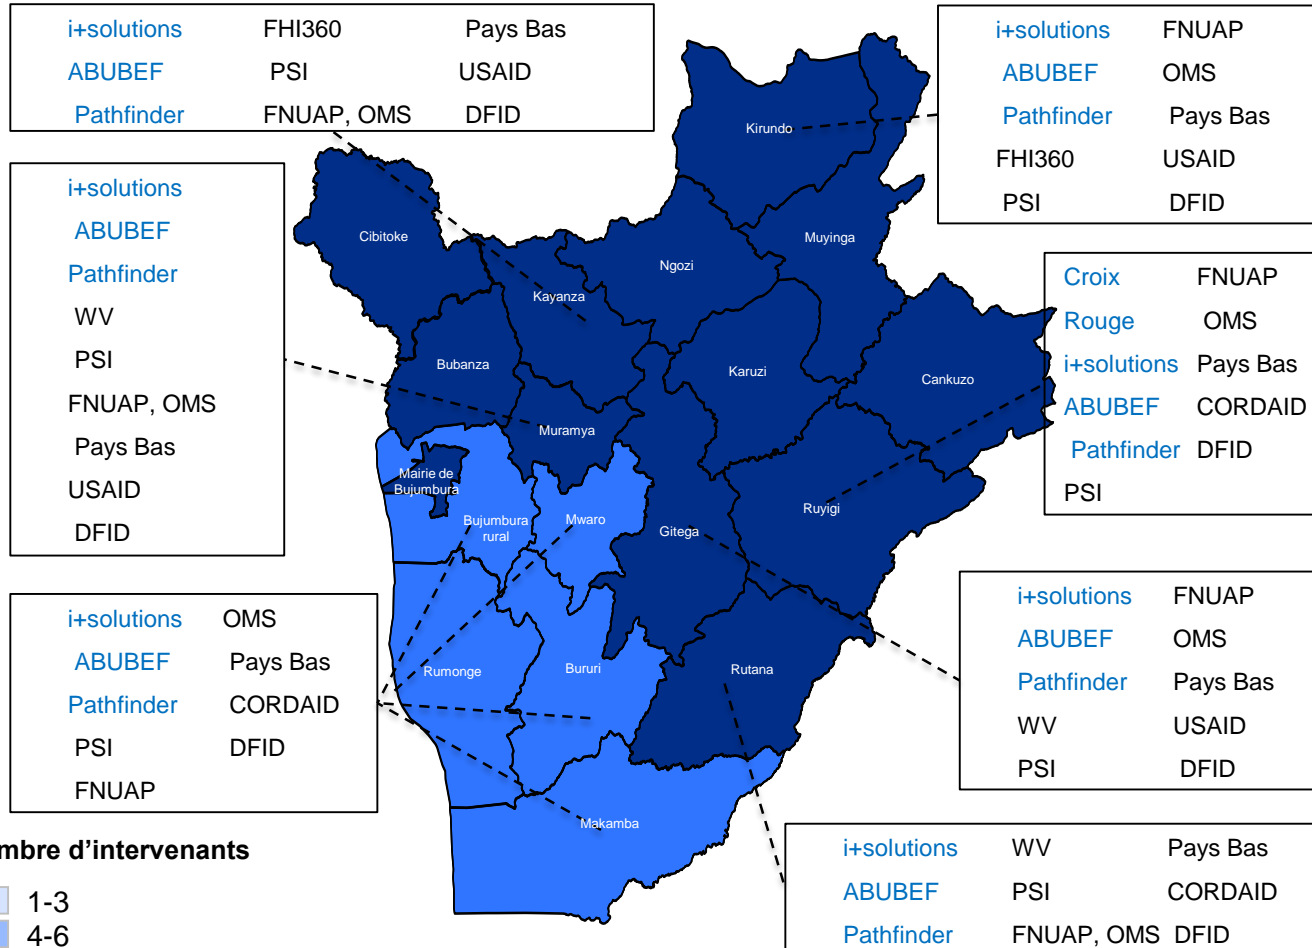 i+solutions FHI360 Pays Bas
ABUBEF PSI USAID
Pathfinder FNUAP, OMS DFID
i+solutions FNUAP
ABUBEF OMS
Pathfinder Pays Bas
FHI360 USAID
PSI DFID
i+solutions
ABUBEF
Pathfinder
WV
PSI
FNUAP, OMS
Pays Bas
USAID
DFID
Croix FNUAP
Rouge OMS
i+solutions Pays Bas
ABUBEF CORDAID
Pathfinder DFID
PSI
Kirundo
Cibitoke
Muyinga
Ngozi
Kayanza
Bubanza
Karuzi
Cankuzo
Muramya
Mairie de
Bujumbura
Bujumbura
rural
Mwaro
Gitega
Ruyigi
Rumonge
Bururi
Rutana
Makamba
i+solutions OMS
ABUBEF Pays Bas
Pathfinder CORDAID
PSI DFID
FNUAP
i+solutions FNUAP
ABUBEF OMS
Pathfinder Pays Bas
WV USAID
PSI DFID
i+solutions WV Pays Bas
ABUBEF PSI CORDAID
Pathfinder FNUAP, OMS DFID
mbre d’intervenants
1-3
4-6